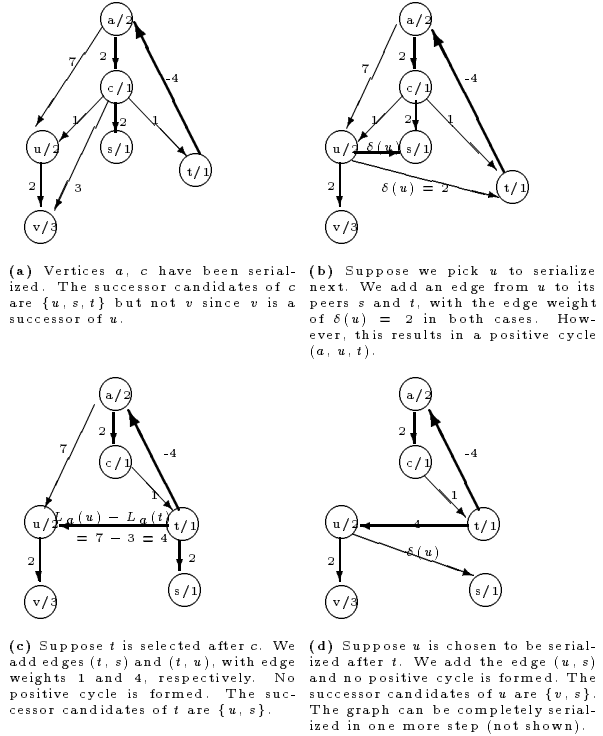 a/2
7
2
-4
c/1
1
2
1
u/2
s/1
t/1
2
3
v/3
(a) Vertices a, c have been serial-
ized. The successor candidates of c
are {u, s, t} but not v since v is a
successor of u.
a/2
7
2
-4
c/1
1
2
1
u/2
δ(u)
s/1
2
δ(u) = 2
t/1
v/3
(b) Suppose we pick u to serialize
next. We add an edge from u to its
peers s and t, with the edge weight
of δ(u) = 2 in both cases. How-
ever, this results in a positive cycle
(a, u, t).
a/2
7
2
-4
c/1
1
u/2
L a(u) − L a(t)
t/1
= 7 − 3 = 4
2
2
v/3
s/1
(c) Suppose t is selected after c. We
add edges (t, s) and (t, u), with edge
weights 1 and 4, respectively. No
positive cycle is formed. The suc-
cessor candidates of t are {u, s}.
a/2
2
-4
c/1
1
u/2
4
t/1
2
δ(u)
v/3
s/1
(d) Suppose u is chosen to be serial-
ized after t. We add the edge (u, s)
and no positive cycle is formed. The
successor candidates of u are {v, s}.
The graph can be completely serial-
ized in one more step (not shown).